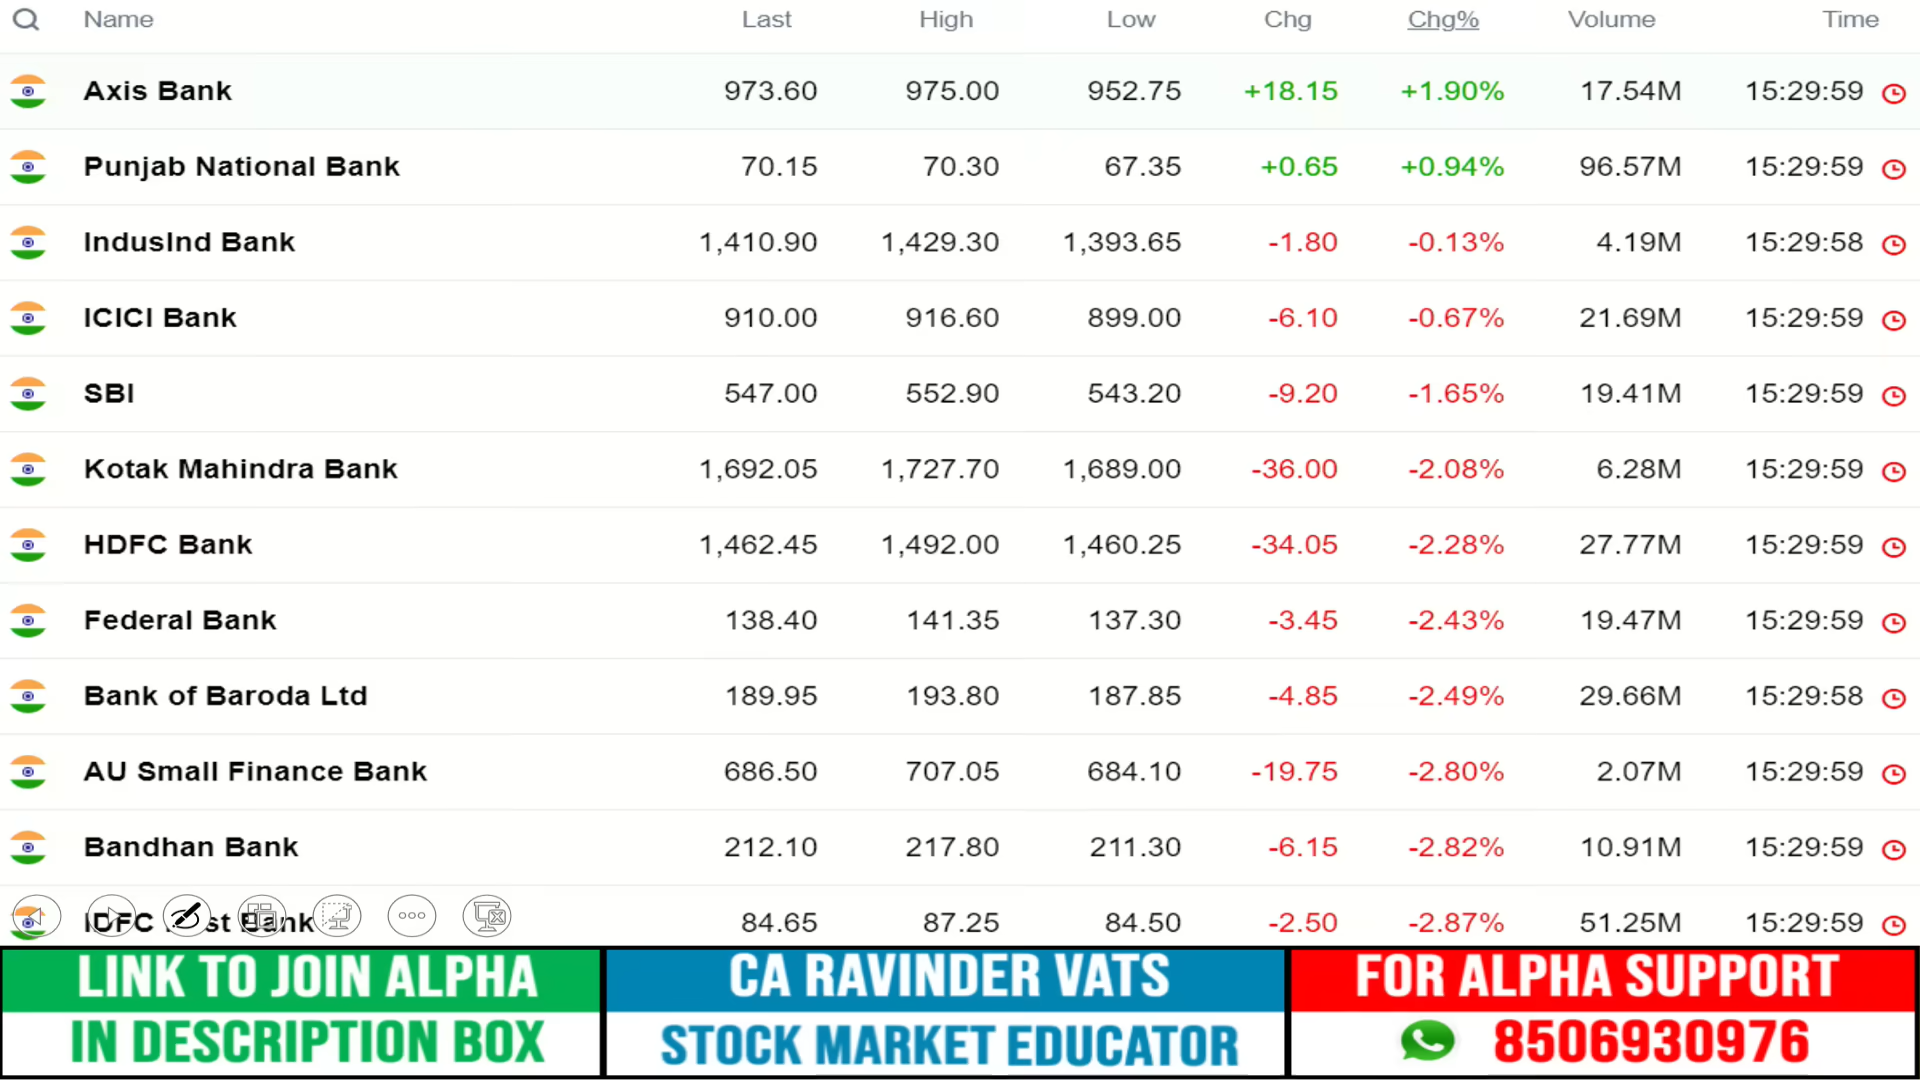 Name Last High Low Chg Chg% Volume Time
Axis Bank 973.60 975.00 952.75 +18.15 +1.90% 17.54M 15:29:59
Punjab National Bank 70.15 70.30 67.35 +0.65 +0.94% 96.57M 15:29:59
IndusInd Bank 1,410.90 1,429.30 1,393.65 -1.80 -0.13% 4.19M 15:29:58
ICICI Bank 910.00 916.60 899.00 -6.10 -0.67% 21.69M 15:29:59
SBI 547.00 552.90 543.20 -9.20 -1.65% 19.41M 15:29:59
Kotak Mahindra Bank 1,692.05 1,727.70 1,689.00 -36.00 -2.08% 6.28M 15:29:59
HDFC Bank 1,462.45 1,492.00 1,460.25 -34.05 -2.28% 27.77M 15:29:59
Federal Bank 138.40 141.35 137.30 -3.45 -2.43% 19.47M 15:29:59
Bank of Baroda Ltd 189.95 193.80 187.85 -4.85 -2.49% 29.66M 15:29:58
AU Small Finance Bank 686.50 707.05 684.10 -19.75 -2.80% 2.07M 15:29:59
Bandhan Bank 212.10 217.80 211.30 -6.15 -2.82% 10.91M 15:29:59
IDFC Bank 84.65 87.25 84.50 -2.50 -2.87% 51.25M 15:29:59
LINK TO JOIN ALPHA
IN DESCRIPTION BOX
CA RAVINDER VATS
STOCK MARKET EDUCATOR
FOR ALPHA SUPPORT
8506930976